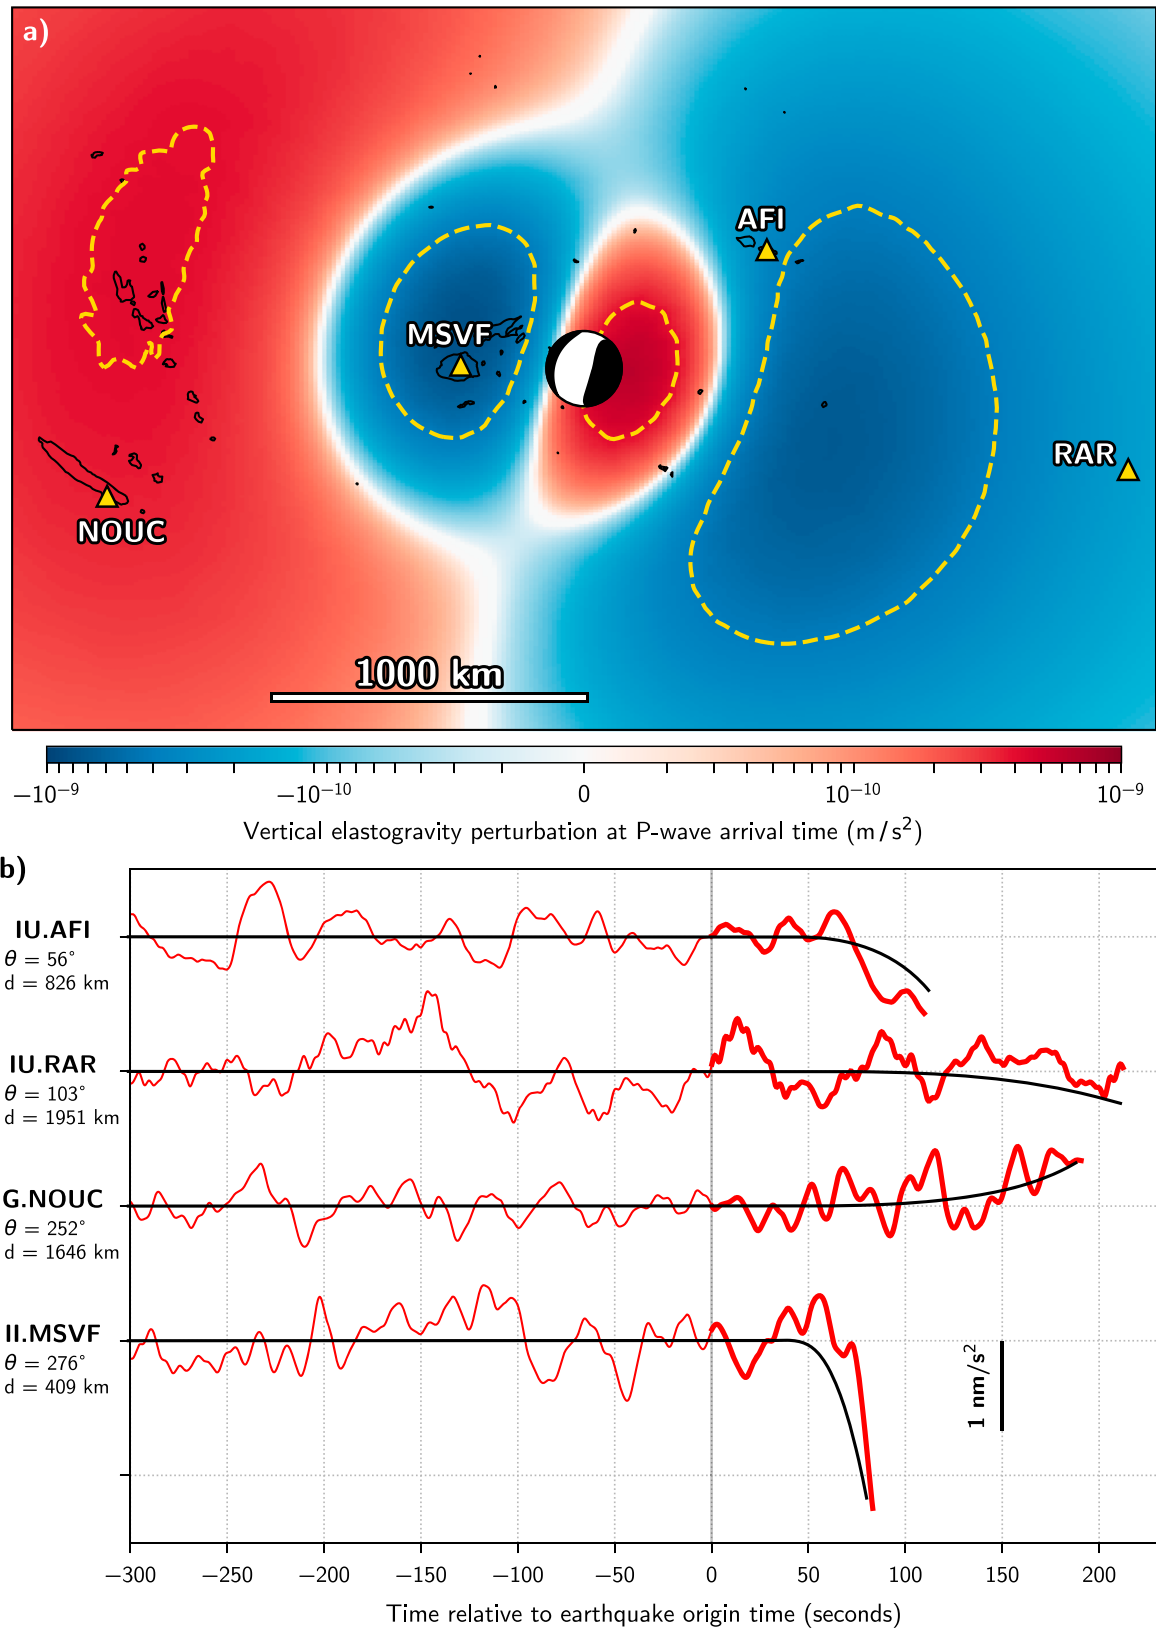 a)
AFI
MSVF
RAR
NOUC
1000 km
−10⁻⁹
−10⁻¹⁰
0
10⁻¹⁰
10⁻⁹
Vertical elastogravity perturbation at P-wave arrival time (m/s²)
b)
IU.AFI
θ = 56°
d = 826 km
IU.RAR
θ = 103°
d = 1951 km
G.NOUC
θ = 252°
d = 1646 km
II.MSVF
θ = 276°
d = 409 km
1 nm/s²
−300
−250
−200
−150
−100
−50
0
50
100
150
200
Time relative to earthquake origin time (seconds)